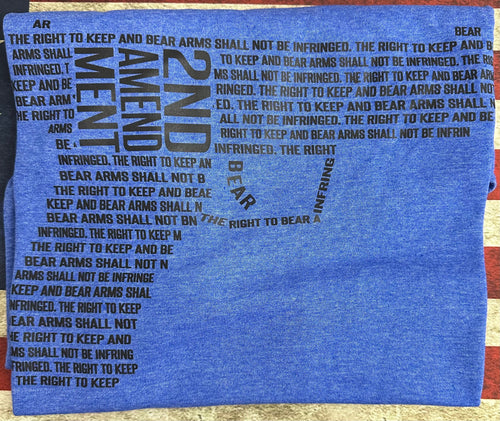 AR BEAR
THE RIGHT TO KEEP AND BEAR ARMS SHALL NOT BE INFRINGED. THE RIGHT TO KEEP AND B
ARMS SHALL TO KEEP AND BEAR ARMS SHALL NOT BE INFRINGED. THE R
INFRINGED. T MS SHALL NOT BE INFRINGED. THE RIGHT TO KEEP AND
KEEP AND BE INFRINGED. THE RIGHT TO KEEP AND BEAR ARM
BEAR ARM ED. THE RIGHT TO KEEP AND BEAR ARMS SHALL N
THE RIGHT TO ALL NOT BE INFRINGED. THE RIGHT TO KEEP AND BE
ARMS RIGHT TO KEEP AND BEAR ARMS SHALL NOT BE INFRIN
BE A INFRINGED. THE RIGHT
2ND
AMEND
MENT
INFRINGED. THE RIGHT TO KEEP AN
BEAR ARMS SHALL NOT B
THE RIGHT TO KEEP AND BEAE
KEEP AND BEAR ARMS SHALL N
BEAR ARMS SHALL NOT BN
BEAR
THE RIGHT TO BEAR A
INFRING
INFRINGED. THE RIGHT TO KEEP M
THE RIGHT TO KEEP AND BE
BEAR ARMS SHALL NOT N
ARMS SHALL NOT BE INFRINGE
KEEP AND BEAR ARMS SHAL
NFRINGED. THE RIGHT TO KEEP
EAR ARMS SHALL NOT
HE RIGHT TO KEEP AND
MS SHALL NOT BE INFRING
FRINGED. THE RIGHT TO KEEP
THE RIGHT TO KEEP